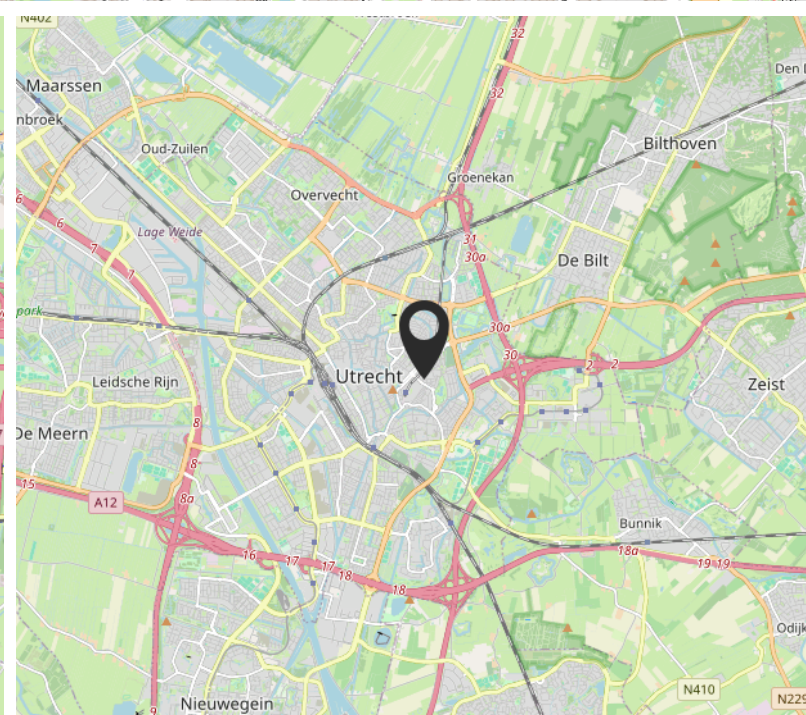 N402
32
Maarssen
Den
32
nbroek
Oud-Zuilen
Bilthoven
Groenekan
Overvecht
6
6
Lage Weide
7
31
7
30a
De Bilt
park
30a
30
2
2
Utrecht
Leidsche Rijn
Zeist
8
De Meern
8
15
8a
A12
Bunnik
16
17
17
18
18a
19
19
18
Odijk
N410
N229
Nieuwegein
9